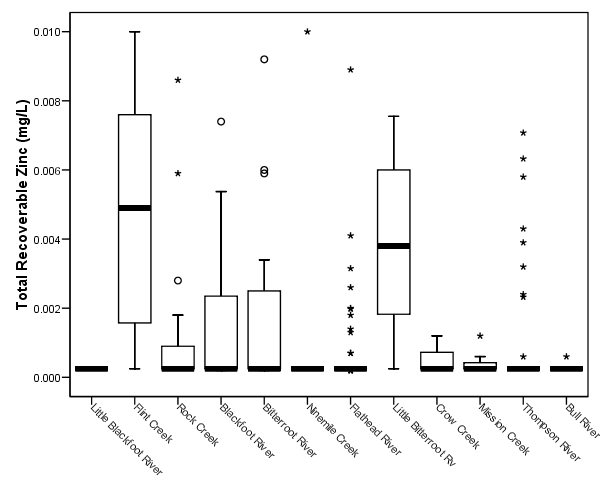 Total Recoverable Zinc (mg/L)
0.010
0.008
0.006
0.004
0.002
0.000
Little Blackfoot River
Flint Creek
Rock Creek
Blackfoot River
Bitterroot River
Ninemile Creek
Flathead River
Little Bitterroot Rv
Crow Creek
Mission Creek
Thompson River
Bull River